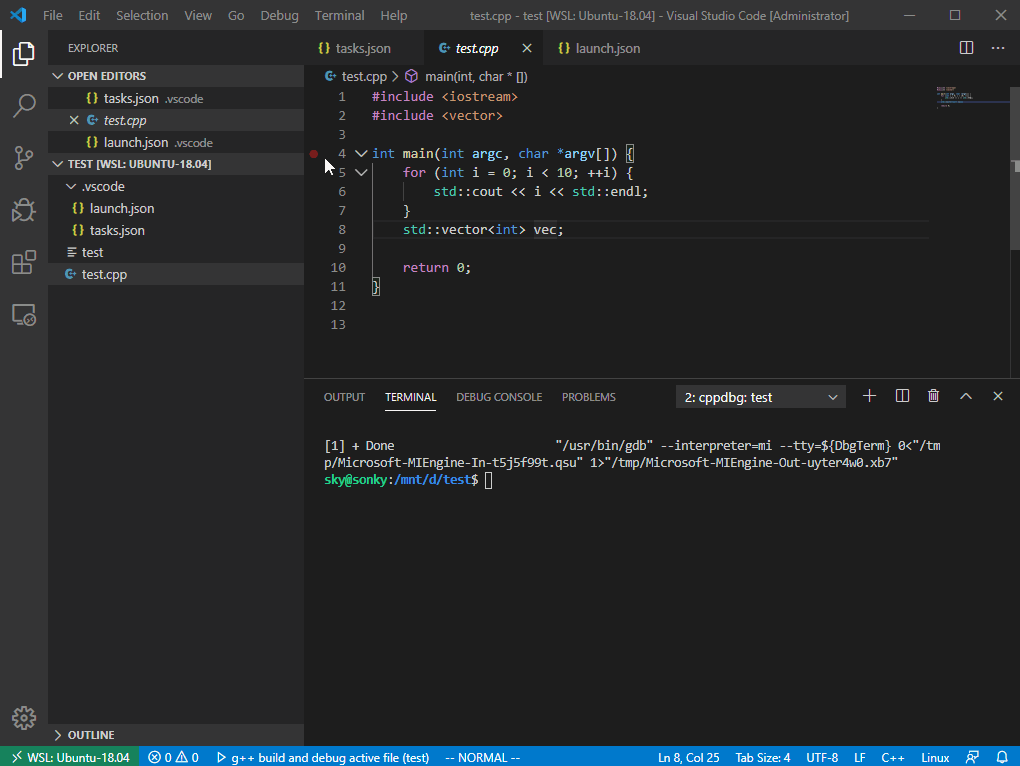 File Edit Selection View Go Debug Terminal Help test.cpp - test [WSL: Ubuntu-18.04] - Visual Studio Code [Administrator]
EXPLORER
OPEN EDITORS
{} tasks.json .vscode
test.cpp
{} launch.json .vscode
TEST [WSL: UBUNTU-18.04]
.vscode
{} launch.json
{} tasks.json
test
test.cpp
OUTLINE
{} tasks.json test.cpp {} launch.json
test.cpp > main(int, char * [])
1 #include <iostream>
2 #include <vector>
3
4 int main(int argc, char *argv[]) {
5 for (int i = 0; i < 10; ++i) {
6 std::cout << i << std::endl;
7 }
8 std::vector<int> vec;
9
10 return 0;
11 }
12
13
OUTPUT TERMINAL DEBUG CONSOLE PROBLEMS 2: cppdbg: test
[1] + Done "/usr/bin/gdb" --interpreter=mi --tty=${DbgTerm} 0<"/tm
p/Microsoft-MIEngine-In-t5j5f99t.qsu" 1>"/tmp/Microsoft-MIEngine-Out-uyter4w0.xb7"
sky@sonky:/mnt/d/test$
WSL: Ubuntu-18.04 0 0 g++ build and debug active file (test) -- NORMAL -- Ln 8, Col 25 Tab Size: 4 UTF-8 LF C++ Linux